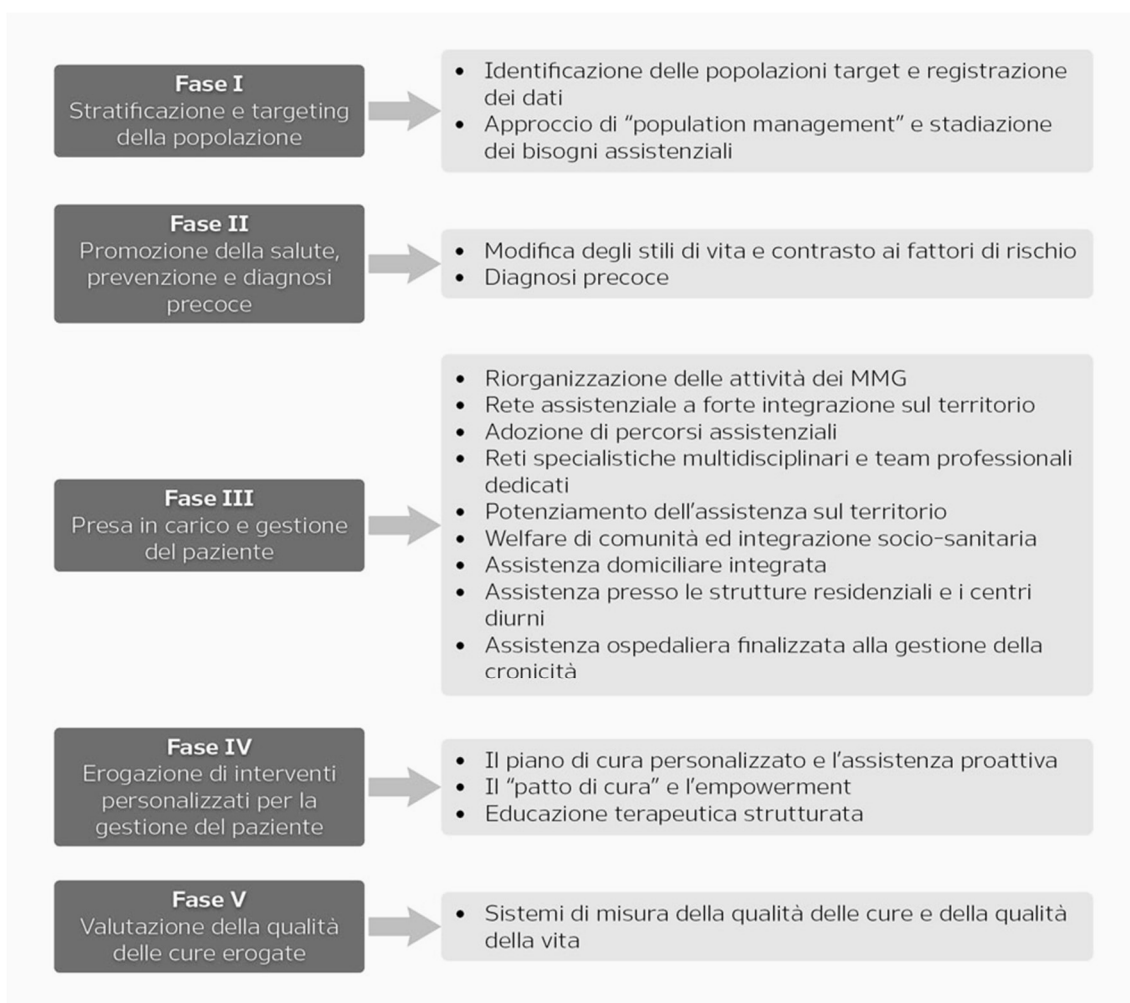 Fase I
Stratificazione e targeting
della popolazione
• Identificazione delle popolazioni target e registrazione
dei dati
• Approccio di “population management” e stadiazione
dei bisogni assistenziali
Fase II
Promozione della salute,
prevenzione e diagnosi
precoce
• Modifica degli stili di vita e contrasto ai fattori di rischio
• Diagnosi precoce
Fase III
Presa in carico e gestione
del paziente
• Riorganizzazione delle attività dei MMG
• Rete assistenziale a forte integrazione sul territorio
• Adozione di percorsi assistenziali
• Reti specialistiche multidisciplinari e team professionali
dedicati
• Potenziamento dell’assistenza sul territorio
• Welfare di comunità ed integrazione socio-sanitaria
• Assistenza domiciliare integrata
• Assistenza presso le strutture residenziali e i centri
diurni
• Assistenza ospedaliera finalizzata alla gestione della
cronicità
Fase IV
Erogazione di interventi
personalizzati per la
gestione del paziente
• Il piano di cura personalizzato e l’assistenza proattiva
• Il “patto di cura” e l’empowerment
• Educazione terapeutica strutturata
Fase V
Valutazione della qualità
delle cure erogate
• Sistemi di misura della qualità delle cure e della qualità
della vita